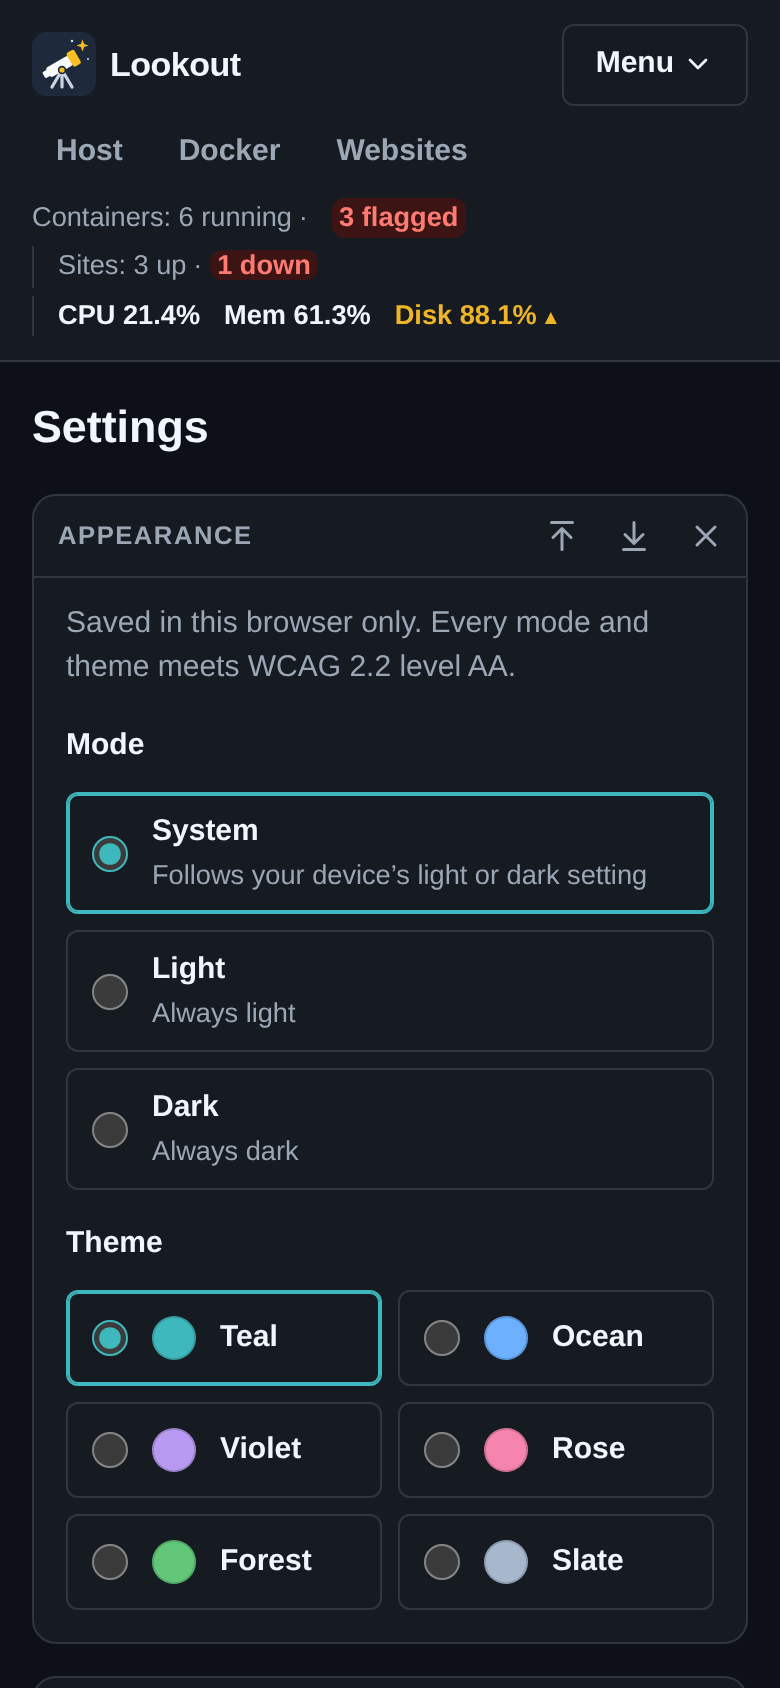 Lookout
Menu
Host Docker Websites
Containers: 6 running · 3 flagged
Sites: 3 up · 1 down
CPU 21.4% Mem 61.3% Disk 88.1% ▲
Settings
APPEARANCE
Saved in this browser only. Every mode and
theme meets WCAG 2.2 level AA.
Mode
System
Follows your device’s light or dark setting
Light
Always light
Dark
Always dark
Theme
Teal
Ocean
Violet
Rose
Forest
Slate